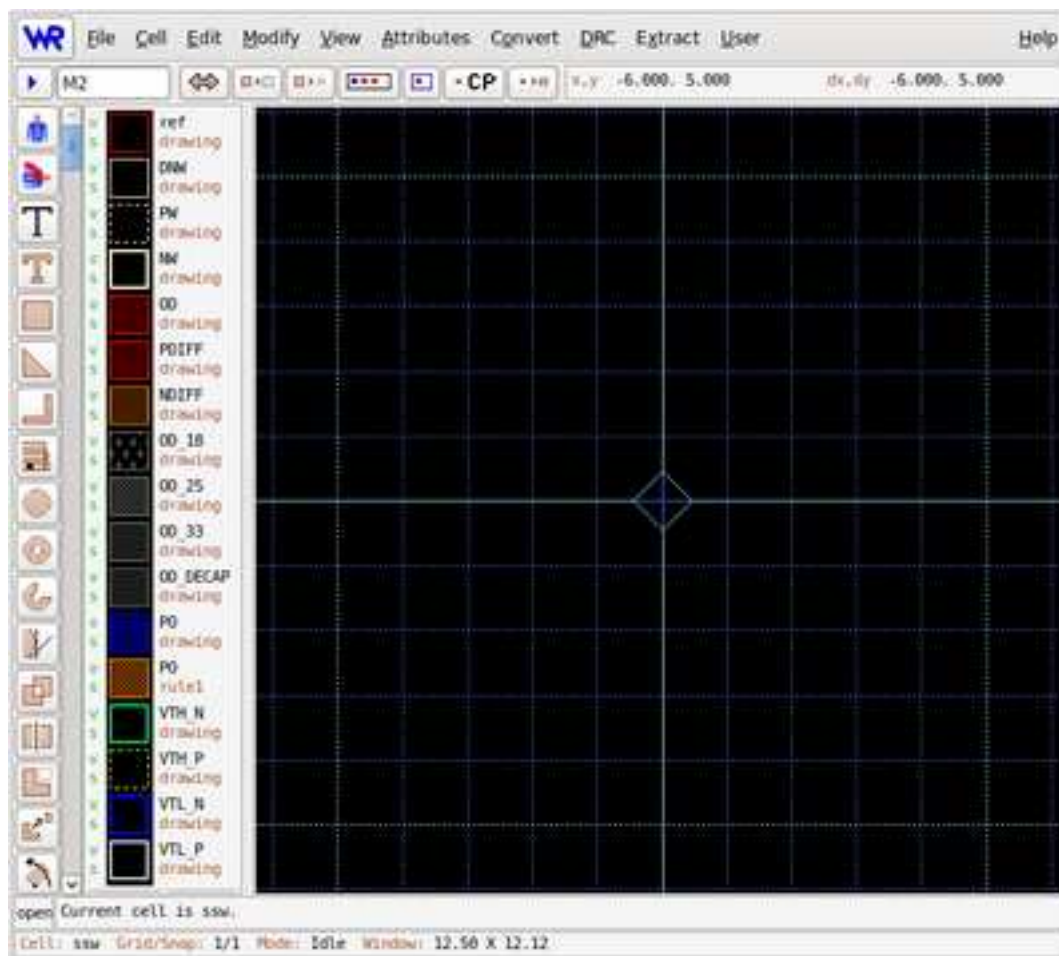 WR File Cell Edit Modify View Attributes Convert DRC Extract User Help
M2 CP x,y -6.000. 5.000 dx,dy -6.000. 5.000
ref
drawing
DNW
drawing
PW
drawing
NW
drawing
OD
drawing
PDIFF
drawing
NDIFF
drawing
OD_18
drawing
OD_25
drawing
OD_33
drawing
OD_DECAP
drawing
PO
drawing
PO
rule1
VTH_N
drawing
VTH_P
drawing
VTL_N
drawing
VTL_P
drawing
open Current cell is ssw.
Cell: ssw Grid/Snap: 1/1 Mode: Idle Window: 12.50 X 12.12